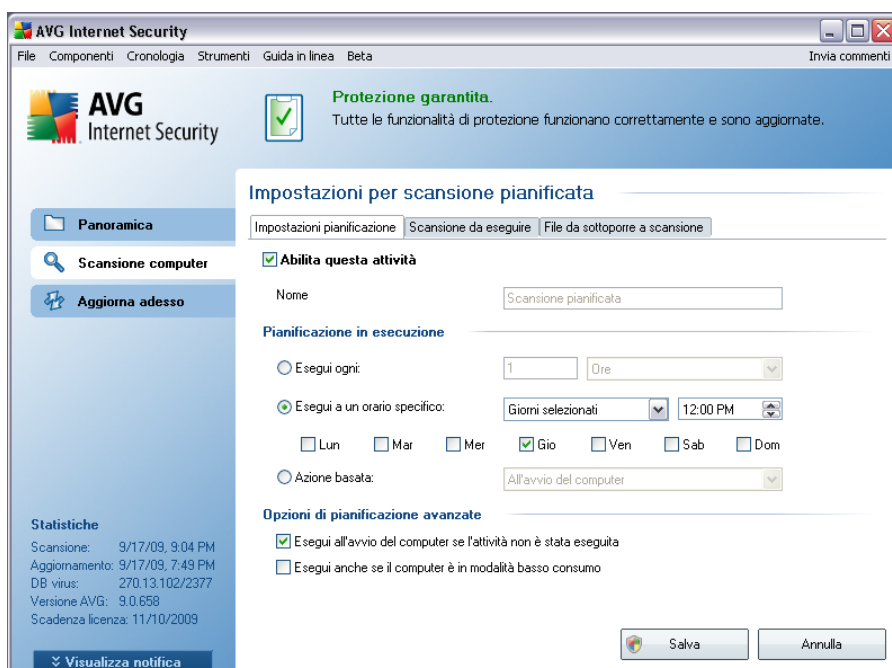 AVG Internet Security
File Componenti Cronologia Strumenti Guida in linea Beta Invia commenti
AVG
Internet Security
Protezione garantita.
Tutte le funzionalità di protezione funzionano correttamente e sono aggiornate.
Impostazioni per scansione pianificata
Panoramica
Scansione computer
Aggiorna adesso
Impostazioni pianificazione Scansione da eseguire File da sottoporre a scansione
Abilita questa attività
Nome Scansione pianificata
Pianificazione in esecuzione
Esegui ogni: 1 Ore
Esegui a un orario specifico: Giorni selezionati 12:00 PM
Lun Mar Mer Gio Ven Sab Dom
Azione basata: All'avvio del computer
Opzioni di pianificazione avanzate
Esegui all'avvio del computer se l'attività non è stata eseguita
Esegui anche se il computer è in modalità basso consumo
Statistiche
Scansione: 9/17/09, 9:04 PM
Aggiornamento: 9/17/09, 7:49 PM
DB virus: 270.13.102/2377
Versione AVG: 9.0.658
Scadenza licenza: 11/10/2009
Visualizza notifica
Salva Annulla